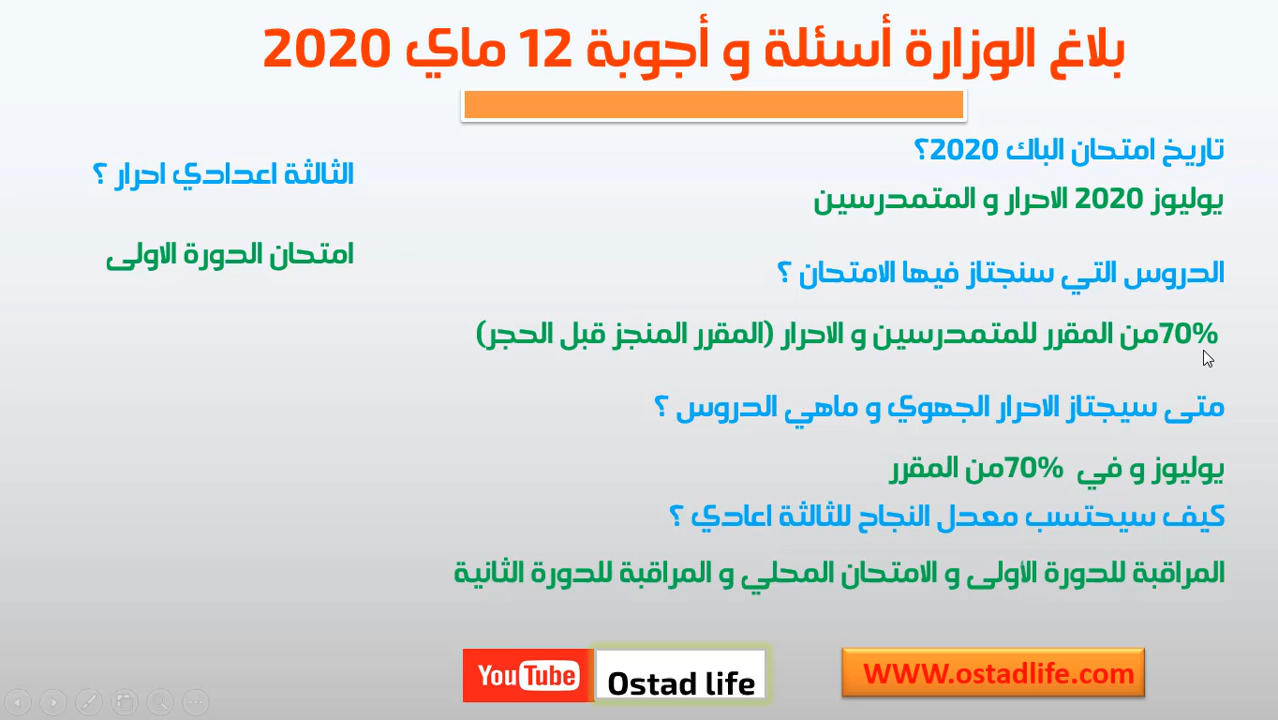 بلاغ الوزارة أسئلة و أجوبة 12 ماي 2020
تاريخ امتحان الباك 2020؟
يوليوز 2020 الاحرار و المتمدرسين
الدروس التي سنجتاز فيها الامتحان ؟
70%من المقرر للمتمدرسين و الاحرار (المقرر المنجز قبل الحجر)
متى سيجتاز الاحرار الجهوي و ماهي الدروس ؟
يوليوز و في 70%من المقرر
كيف سيحتسب معدل النجاح للثالثة اعادي ؟
المراقبة للدورة الأولى و الامتحان المحلي و المراقبة للدورة الثانية
الثالثة اعدادي احرار ؟
امتحان الدورة الاولى
YouTube Ostad life
WWW.ostadlife.com